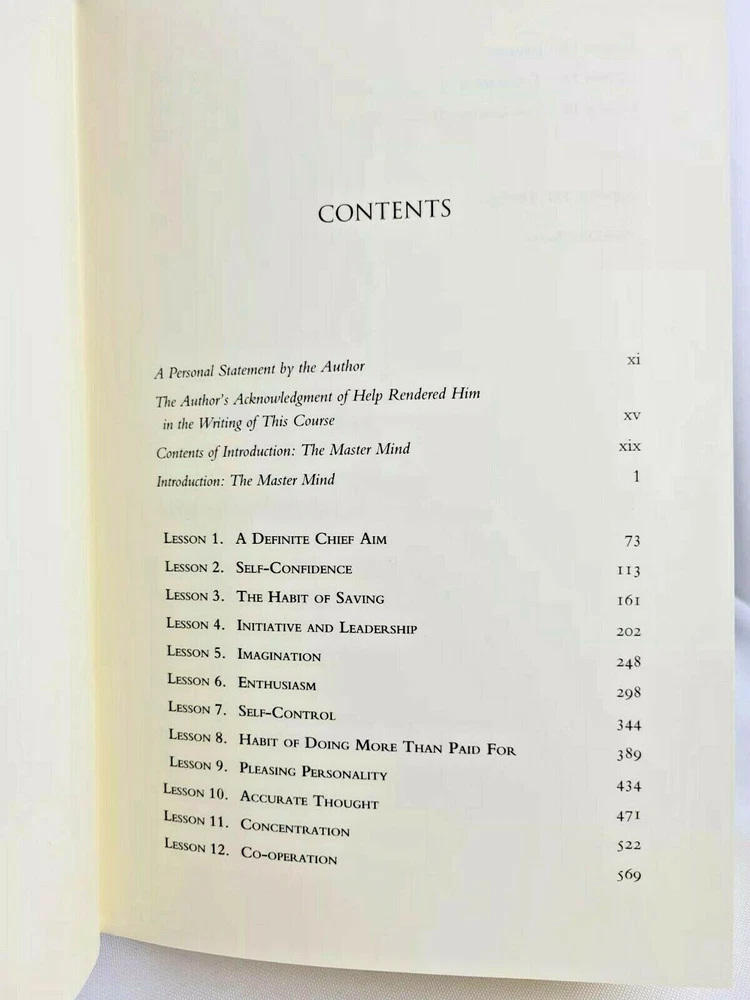 CONTENTS
A Personal Statement by the Author xi
The Author's Acknowledgment of Help Rendered Him
in the Writing of This Course xv
Contents of Introduction: The Master Mind xix
Introduction: The Master Mind 1
Lesson 1. A Definite Chief Aim 73
Lesson 2. Self-Confidence 113
Lesson 3. The Habit of Saving 161
Lesson 4. Initiative and Leadership 202
Lesson 5. Imagination 248
Lesson 6. Enthusiasm 298
Lesson 7. Self-Control 344
Lesson 8. Habit of Doing More Than Paid For 389
Lesson 9. Pleasing Personality 434
Lesson 10. Accurate Thought 471
Lesson 11. Concentration 522
Lesson 12. Co-operation 569